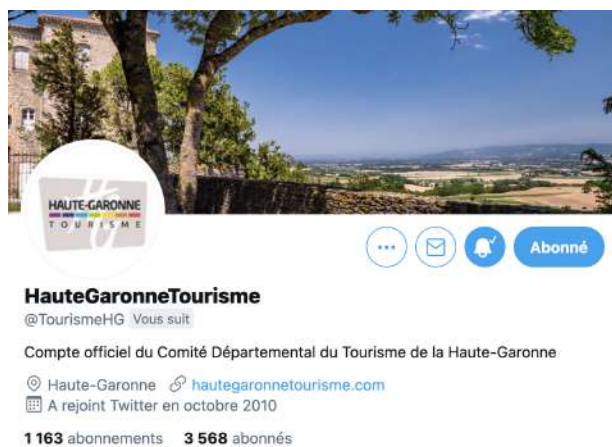 HAUTE-GARONNE
TOURISME
Abonné
HauteGaronneTourisme
@TourismeHG Vous suit
Compte officiel du Comité Départemental du Tourisme de la Haute-Garonne
Haute-Garonne hautegaronnetourisme.com
A rejoint Twitter en octobre 2010
1 163 abonnements 3 568 abonnés